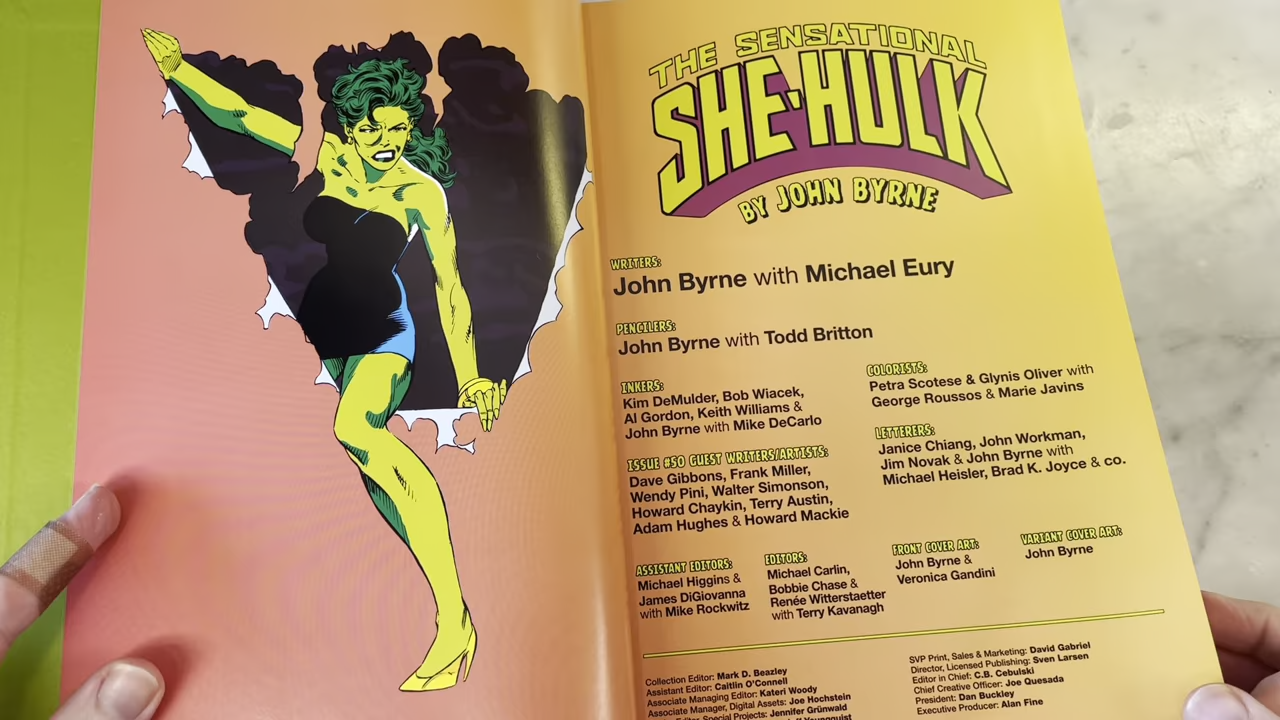 THE SENSATIONAL
SHE-HULK
BY JOHN BYRNE
WRITERS:
John Byrne with Michael Eury
PENCILERS:
John Byrne with Todd Britton
INKERS:
Kim DeMulder, Bob Wiacek,
Al Gordon, Keith Williams &
John Byrne with Mike DeCarlo
ISSUE #50 GUEST WRITERS/ARTISTS:
Dave Gibbons, Frank Miller,
Wendy Pini, Walter Simonson,
Howard Chaykin, Terry Austin,
Adam Hughes & Howard Mackie
COLORISTS:
Petra Scotese & Glynis Oliver with
George Roussos & Marie Javins
LETTERERS:
Janice Chiang, John Workman,
Jim Novak & John Byrne with
Michael Heisler, Brad K. Joyce & co.
ASSISTANT EDITORS:
Michael Higgins &
James DiGiovanna
with Mike Rockwitz
EDITORS:
Michael Carlin,
Bobbie Chase &
Renée Witterstaetter
with Terry Kavanagh
FRONT COVER ART:
John Byrne &
Veronica Gandini
VARIANT COVER ART:
John Byrne
Collection Editor: Mark D. Beazley
Assistant Editor: Caitlin O'Connell
Associate Managing Editor: Kateri Woody
Associate Manager, Digital Assets: Joe Hochstein
Editor, Special Projects: Jennifer Grünwald
SVP Print, Sales & Marketing: David Gabriel
Director, Licensed Publishing: Sven Larsen
Editor in Chief: C.B. Cebulski
Chief Creative Officer: Joe Quesada
President: Dan Buckley
Executive Producer: Alan Fine